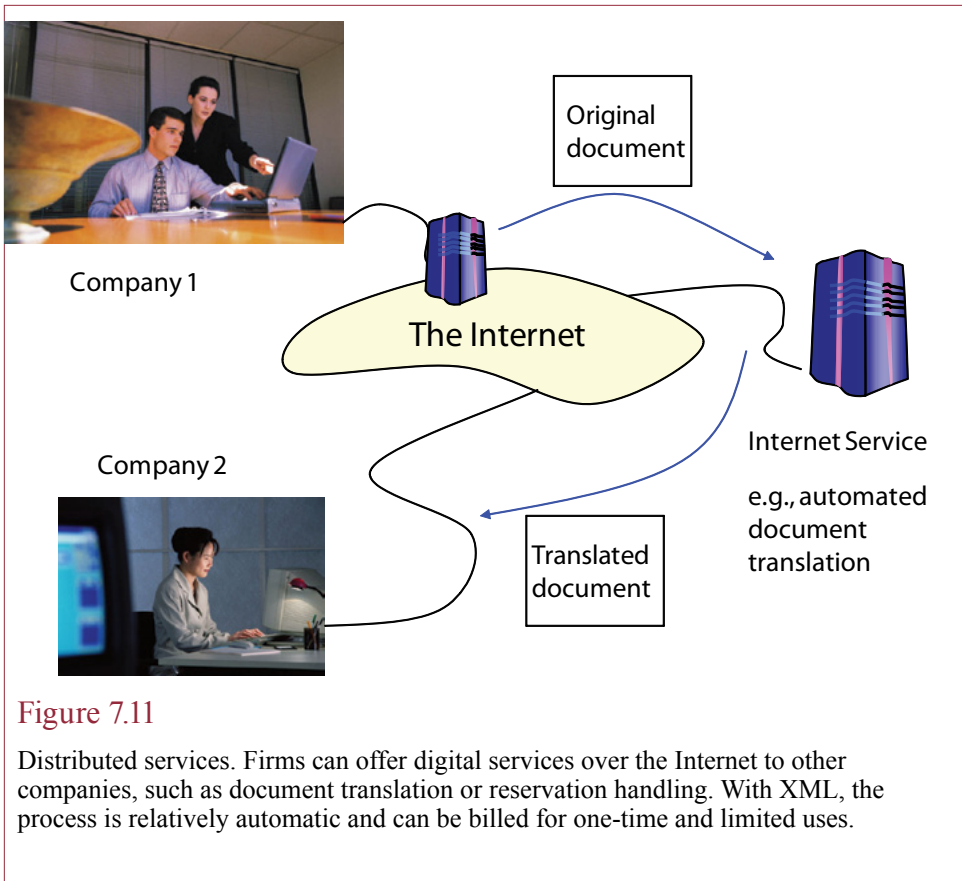 Original
document
Company 1
The Internet
Internet Service
e.g., automated
document
translation
Company 2
Translated
document
Figure 7.11
Distributed services. Firms can offer digital services over the Internet to other
companies, such as document translation or reservation handling. With XML, the
process is relatively automatic and can be billed for one-time and limited uses.